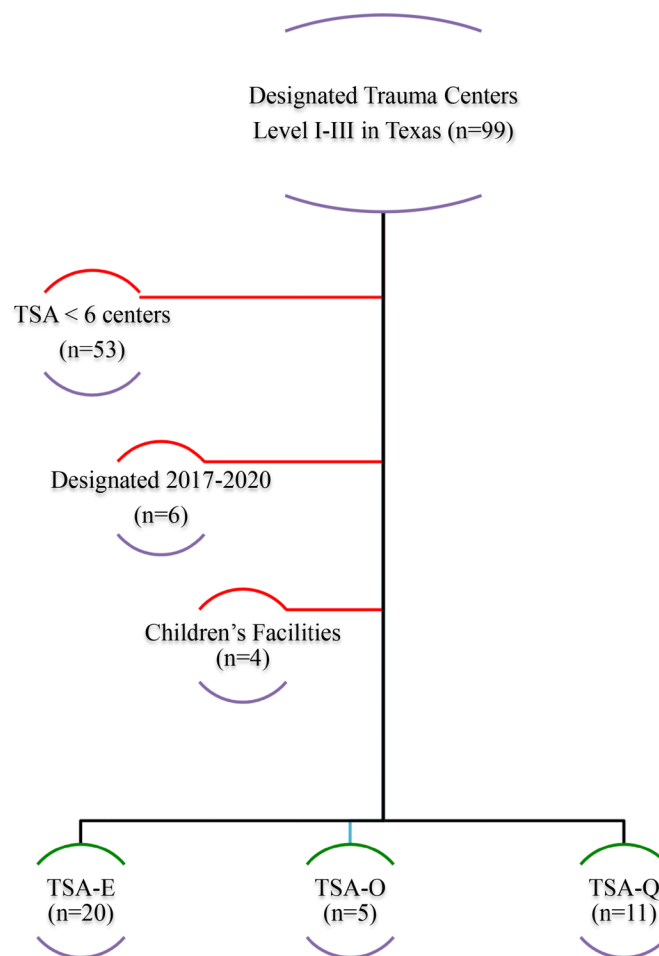 Designated Trauma Centers
Level I-III in Texas (n=99)
TSA < 6 centers
(n=53)
Designated 2017-2020
(n=6)
Children’s Facilities
(n=4)
TSA-E
(n=20)
TSA-O
(n=5)
TSA-Q
(n=11)